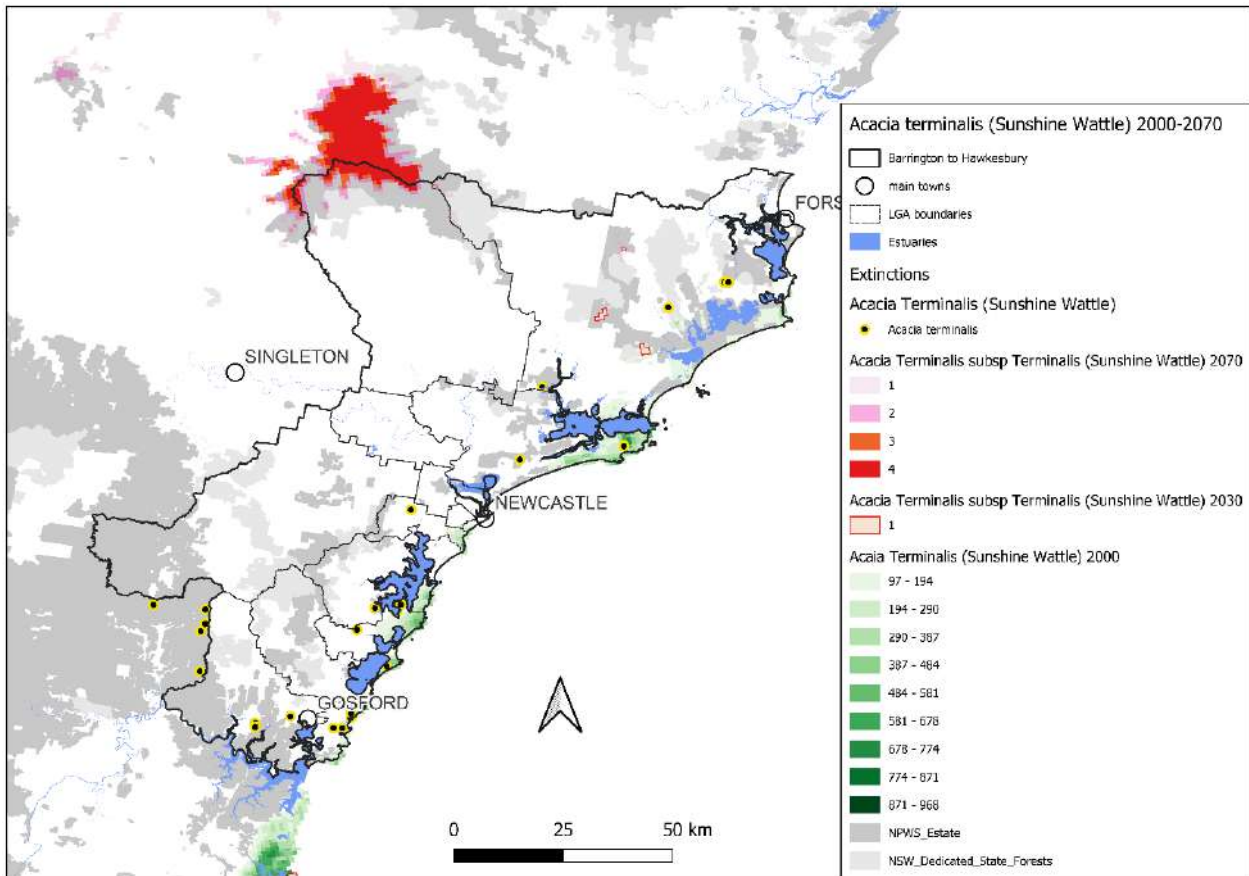 FORS
SINGLETON
NEWCASTLE
GOSFORD
0 25 50 km
Acacia terminalis (Sunshine Wattle) 2000-2070
Barrington to Hawkesbury
main towns
LGA boundaries
Estuaries
Extinctions
Acacia Terminalis (Sunshine Wattle)
Acacia terminalis
Acacia Terminalis subsp Terminalis (Sunshine Wattle) 2070
1
2
3
4
Acacia Terminalis subsp Terminalis (Sunshine Wattle) 2030
1
Acaia Terminalis (Sunshine Wattle) 2000
97 - 194
194 - 290
290 - 387
387 - 484
484 - 581
581 - 678
678 - 774
774 - 871
871 - 968
NPWS_Estate
NSW_Dedicated_State_Forests